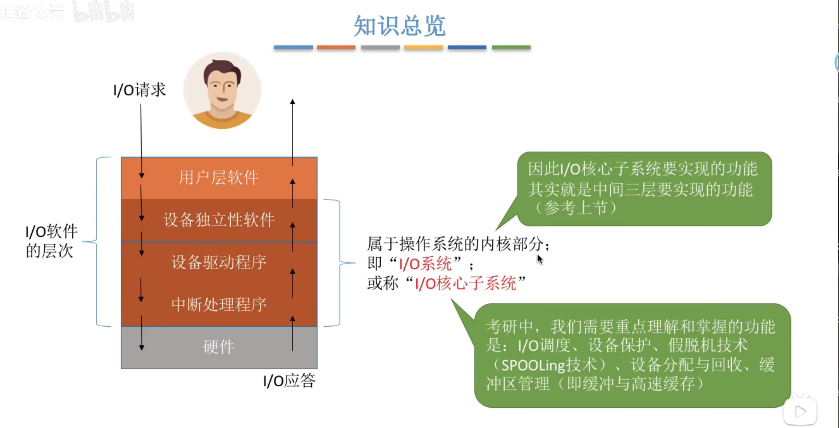 bilibili
知识总览
I/O请求
用户层软件
设备独立性软件
设备驱动程序
中断处理程序
硬件
I/O软件
的层次
I/O应答
属于操作系统的内核部分；
即“I/O系统”；
或称“I/O核心子系统”
因此I/O核心子系统要实现的功能
其实就是中间三层要实现的功能
（参考上节）
考研中，我们需要重点理解和掌握的功能
是：I/O调度、设备保护、假脱机技术
（SPOOLing技术）、设备分配与回收、缓
冲区管理（即缓冲与高速缓存）